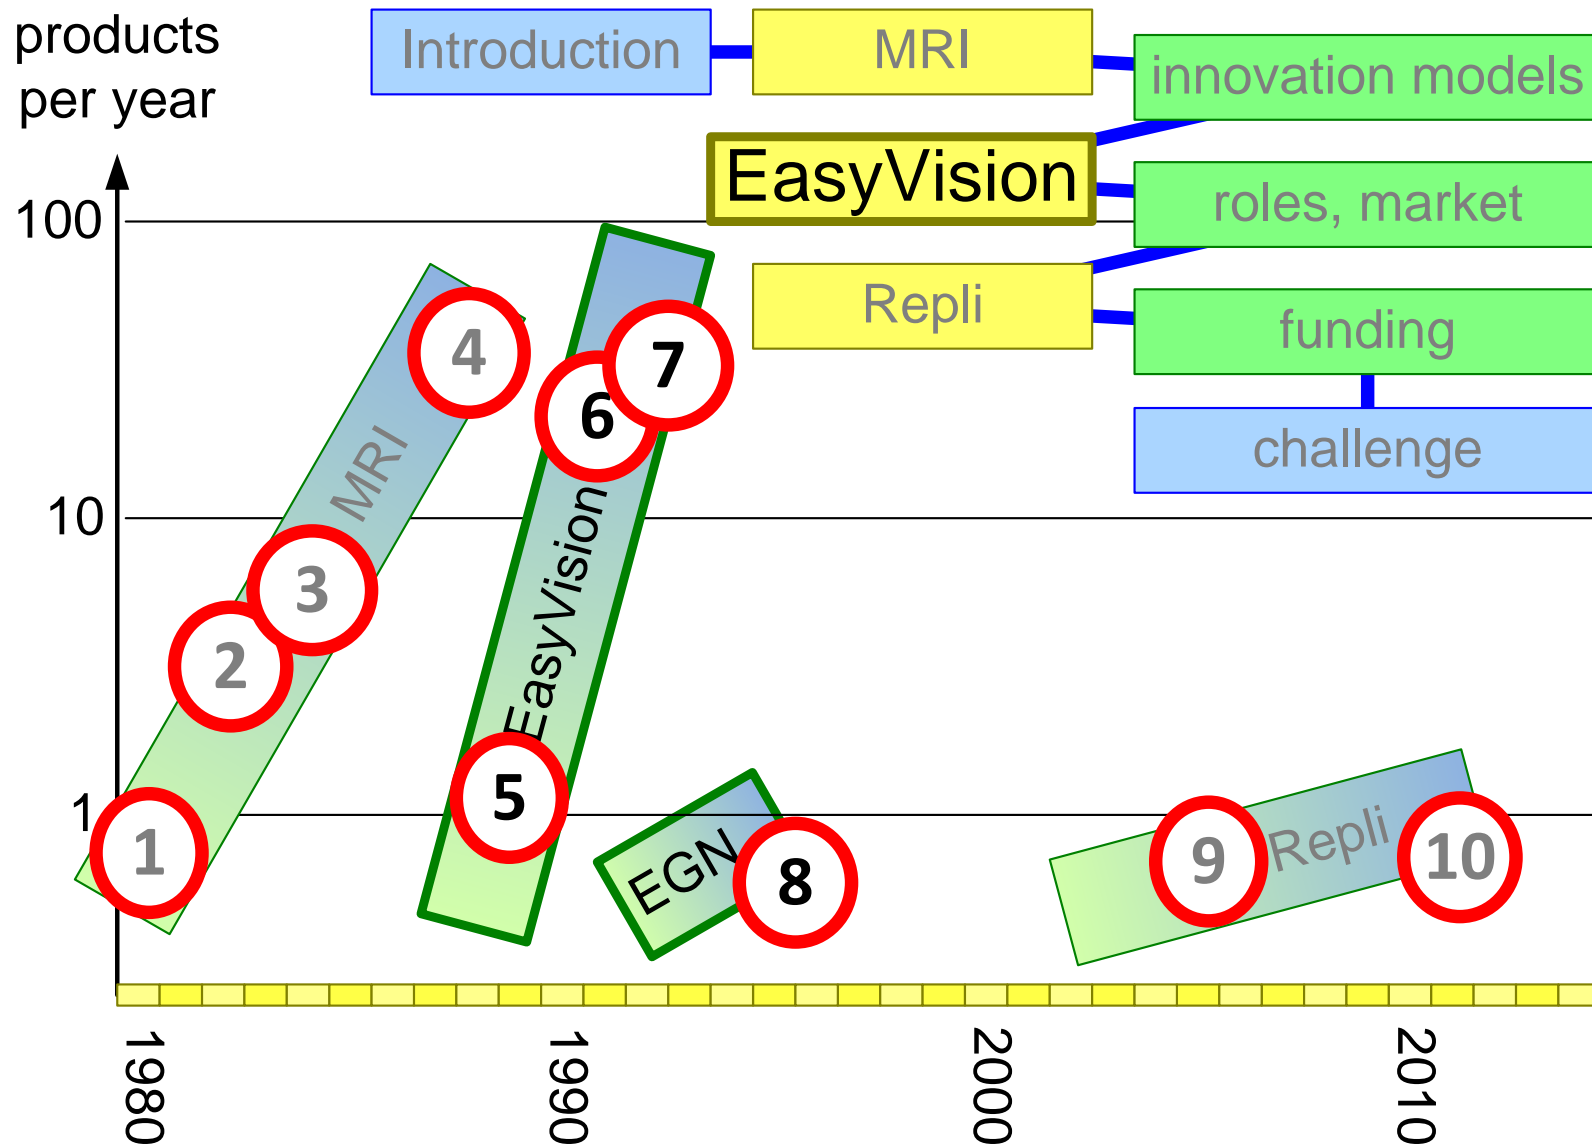 products
per year
Introduction
MRI
innovation models
EasyVision
roles, market
Repli
funding
challenge
100
10
1
MRI
EasyVision
EGN
Repli
1
2
3
4
5
6
7
8
9
10
1980
1990
2000
2010